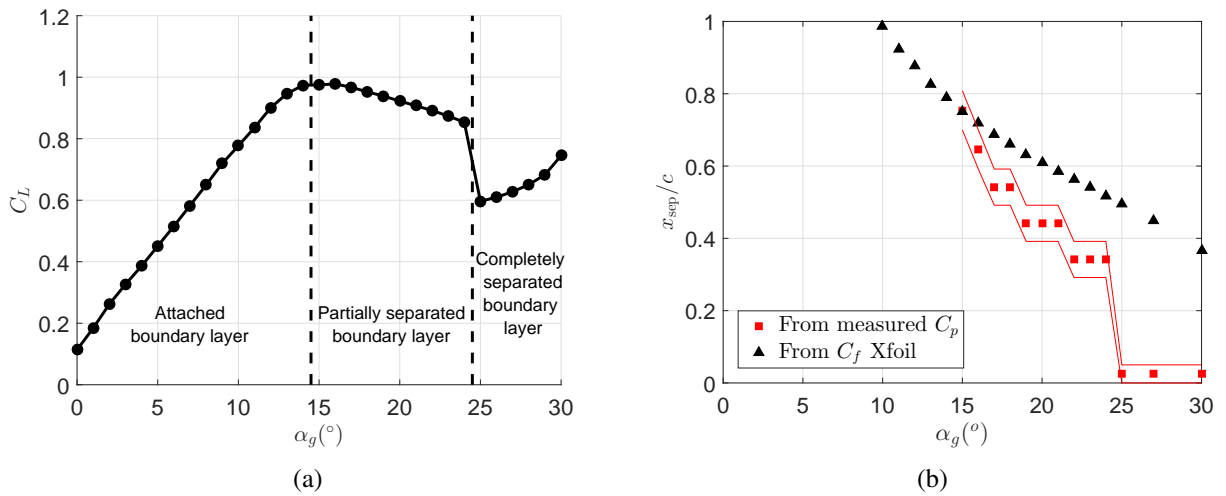 1.2
1
0.8
0.6
0.4
0.2
0
C_L
Attached
boundary layer
Partially separated
boundary layer
Completely
separated
boundary
layer
0 5 10 15 20 25 30
α_g(°)
(a)
1
0.8
0.6
0.4
0.2
0
x_sep/c
From measured C_p
From C_f Xfoil
0 5 10 15 20 25 30
α_g(°)
(b)